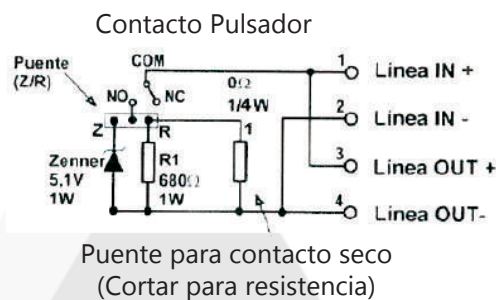 Contacto Pulsador
Puente
(Z/R)
COM
NO
NC
0Ω
1/4W
Z
R
1
Zenner
5,1V
1W
R1
680Ω
1W
1 Linea IN +
2 Linea IN -
3 Linea OUT +
4 Linea OUT-
Puente para contacto seco
(Cortar para resistencia)